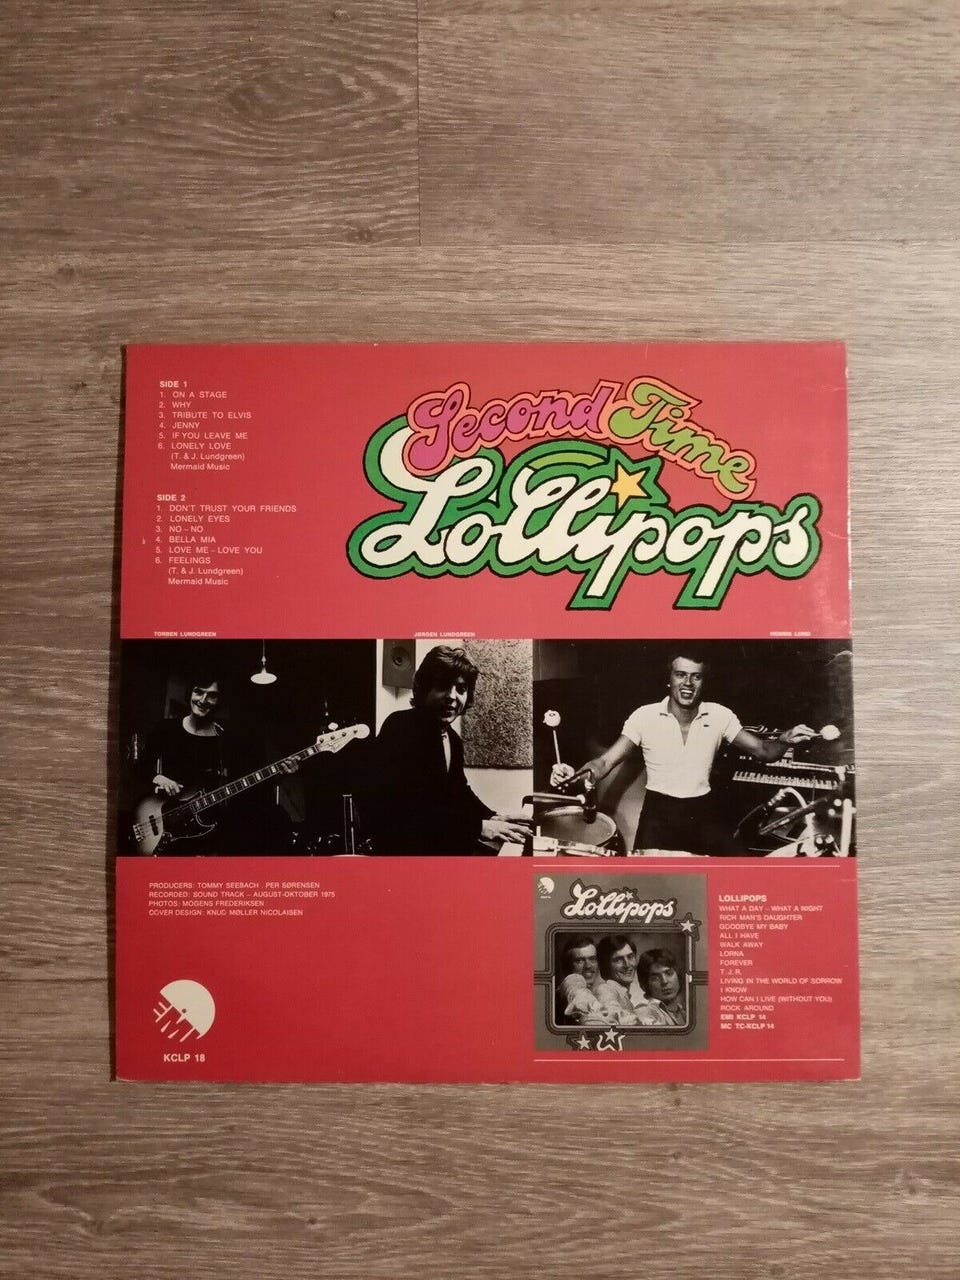 SIDE 1
1. ON A STAGE
2. WHY
3. TRIBUTE TO ELVIS
4. JENNY
5. IF YOU LEAVE ME
6. LONELY LOVE
(T. & J. Lundgreen)
Mermaid Music
Second Time
Lollipops
SIDE 2
1. DON'T TRUST YOUR FRIENDS
2. LONELY EYES
3. NO – NO
4. BELLA MIA
5. LOVE ME – LOVE YOU
6. FEELINGS
(T. & J. Lundgreen)
Mermaid Music
TORBEN LUNDGREEN
JØRGEN LUNDGREEN
HENRIK LUND
PRODUCERS: TOMMY SEEBACH . PER SØRENSEN
RECORDED: SOUND TRACK – AUGUST-OKTOBER 1975
PHOTOS: MOGENS FREDERIKSEN
COVER DESIGN: KNUD MØLLER NICOLAISEN
EMI
KCLP 18
Lollipops
LOLLIPOPS
WHAT A DAY – WHAT A NIGHT
RICH MAN'S DAUGHTER
GOODBYE MY BABY
ALL I HAVE
WALK AWAY
LORNA
FOREVER
T. J. R.
LIVING IN THE WORLD OF SORROW
I KNOW
HOW CAN I LIVE (WITHOUT YOU)
ROCK AROUND
EMI KCLP 14
MC TC-KCLP 14